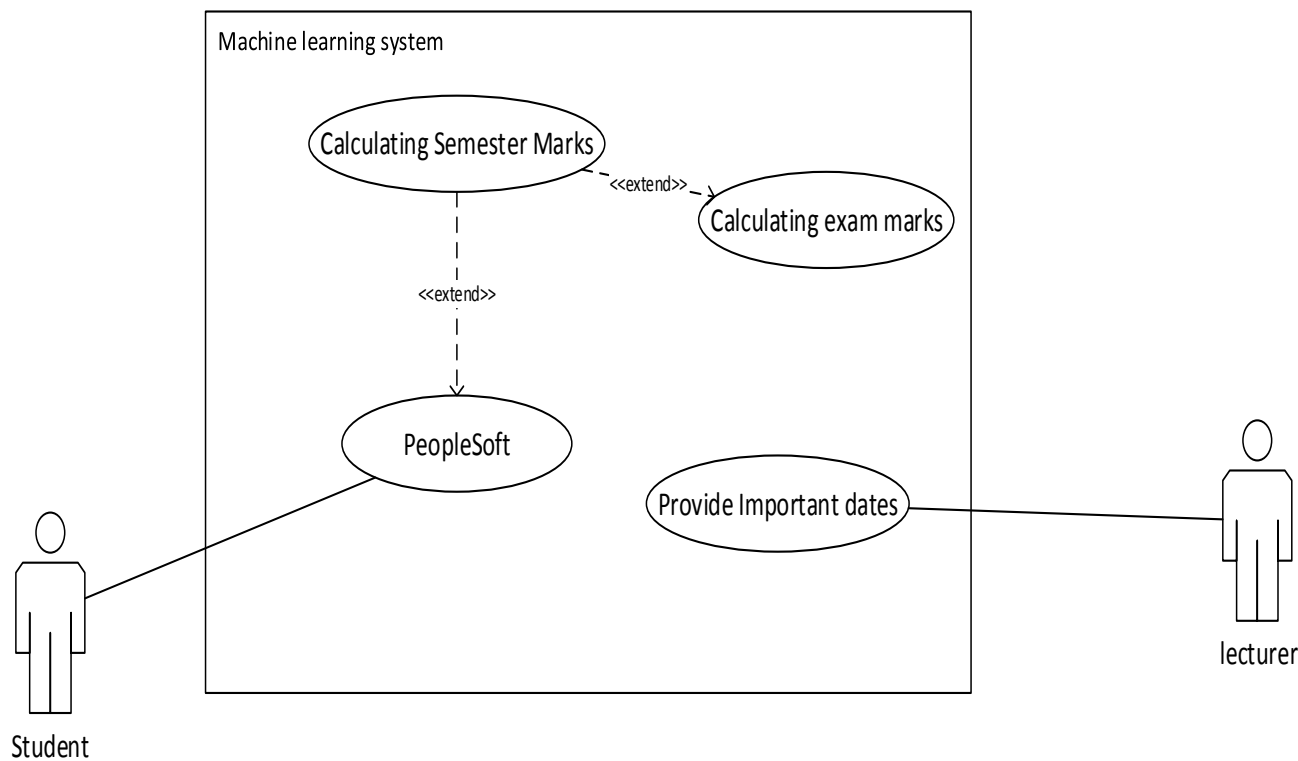 Machine learning system
Calculating Semester Marks
<<extend>>
Calculating exam marks
<<extend>>
PeopleSoft
Provide Important dates
lecturer
Student